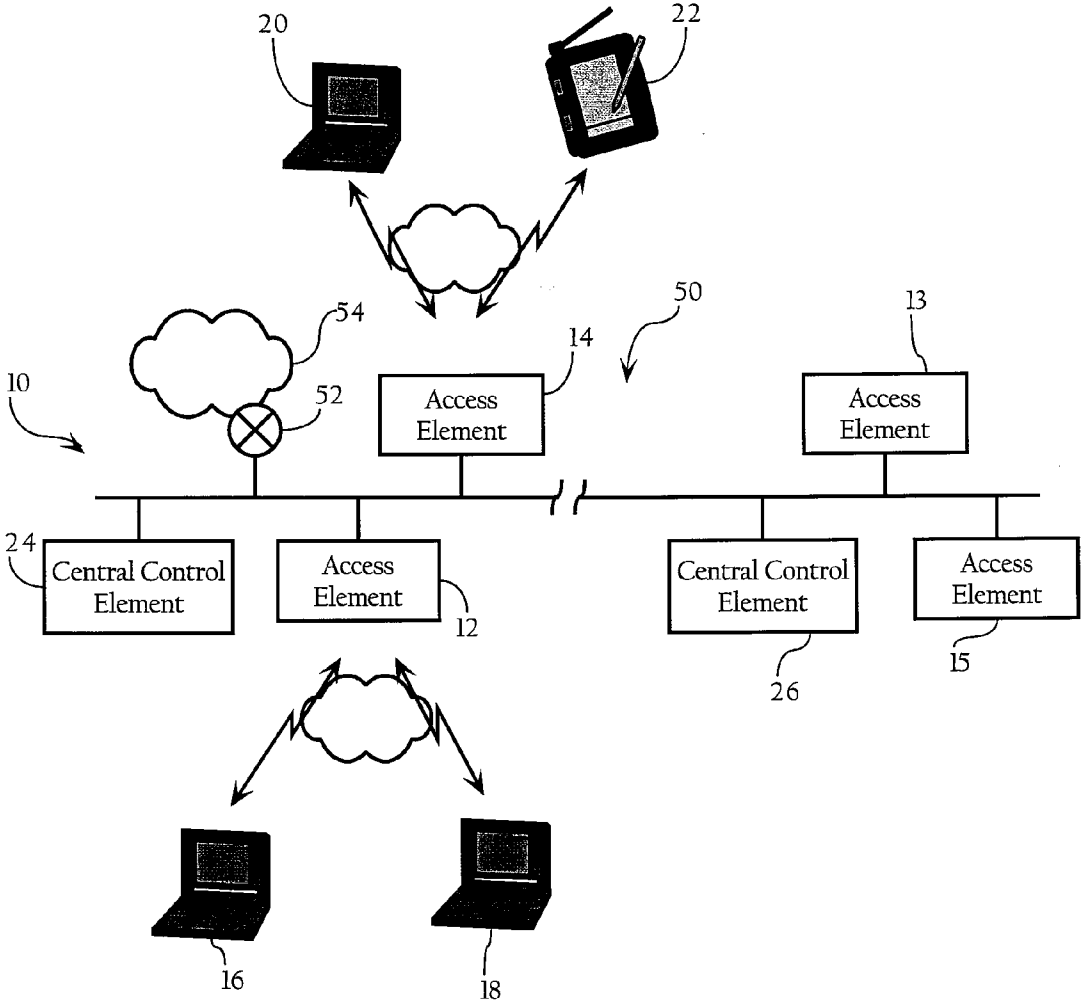 20
22
54
50
13
14
10
52
Access
Element
Access
Element
24
Central Control
Element
Access
Element
12
Central Control
Element
26
Access
Element
15
16
18